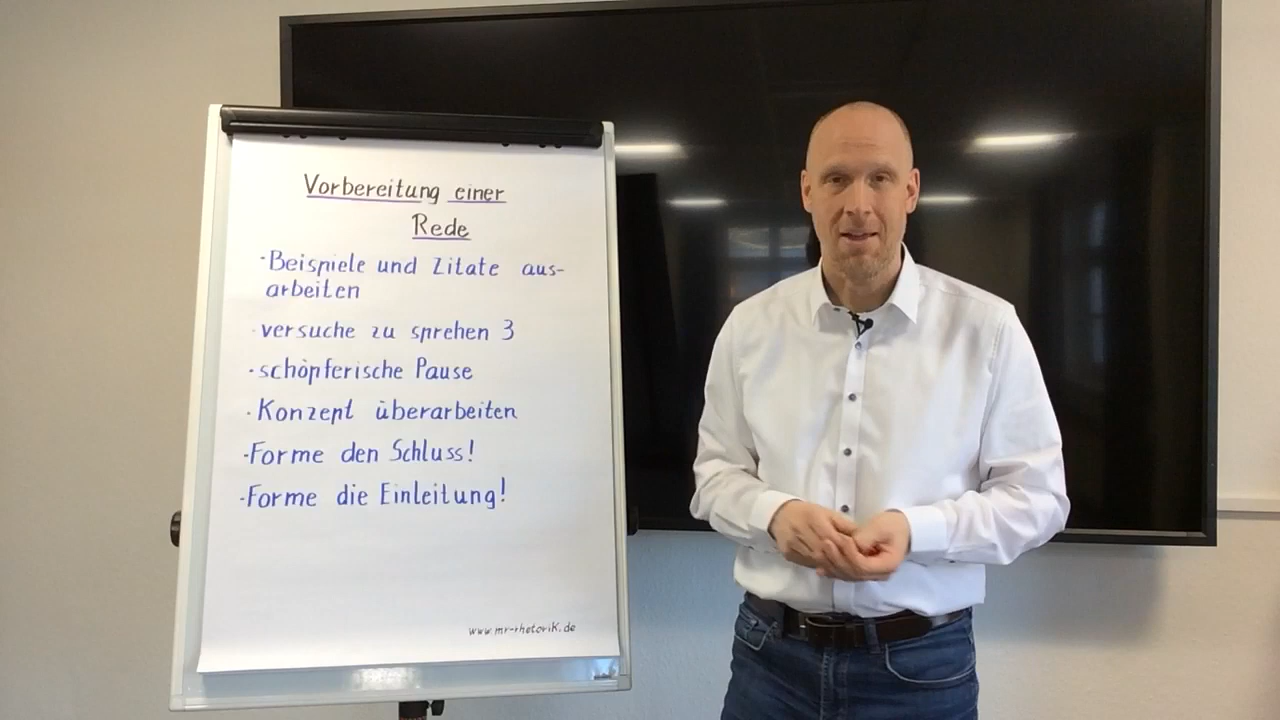 Vorbereitung einer
Rede
·Beispiele und Zitate aus-
arbeiten
·versuche zu sprehen 3
·schöpferische Pause
·Konzept überarbeiten
·Forme den Schluss!
·Forme die Einleitung!
www.mr-rhetorik.de